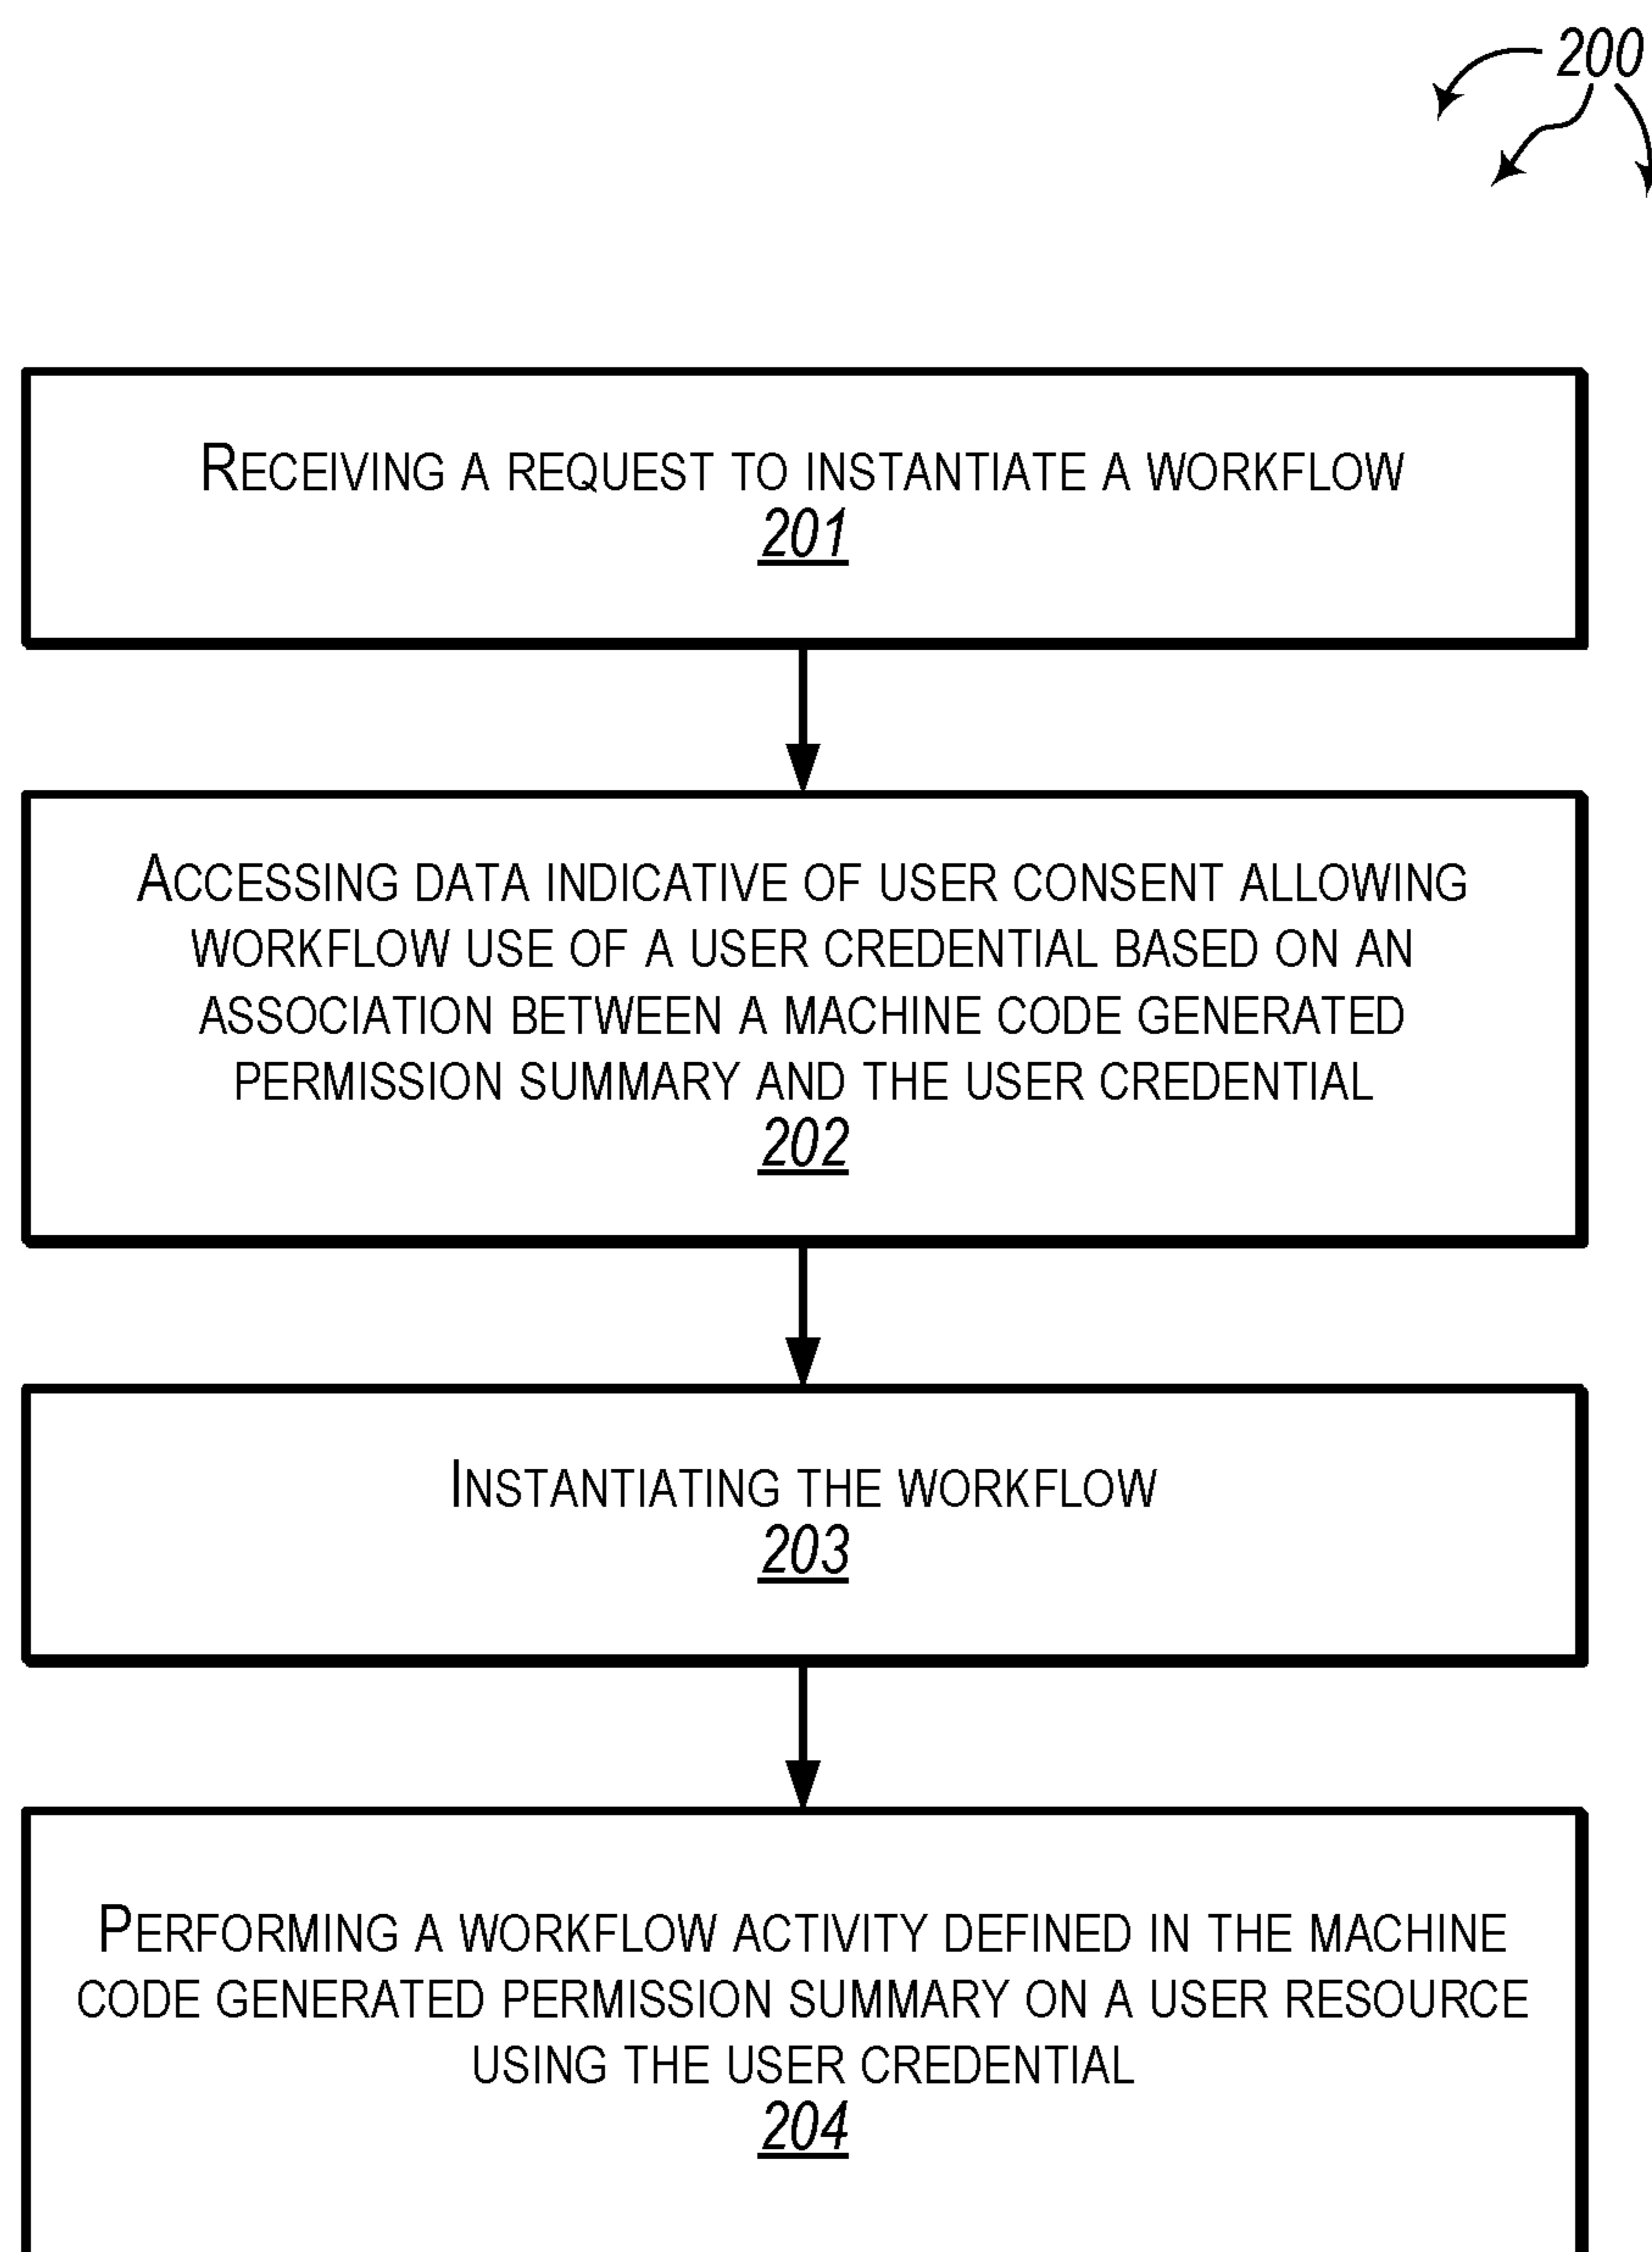 200
RECEIVING A REQUEST TO INSTANTIATE A WORKFLOW
201
ACCESSING DATA INDICATIVE OF USER CONSENT ALLOWING
WORKFLOW USE OF A USER CREDENTIAL BASED ON AN
ASSOCIATION BETWEEN A MACHINE CODE GENERATED
PERMISSION SUMMARY AND THE USER CREDENTIAL
202
INSTANTIATING THE WORKFLOW
203
PERFORMING A WORKFLOW ACTIVITY DEFINED IN THE MACHINE
CODE GENERATED PERMISSION SUMMARY ON A USER RESOURCE
USING THE USER CREDENTIAL
204